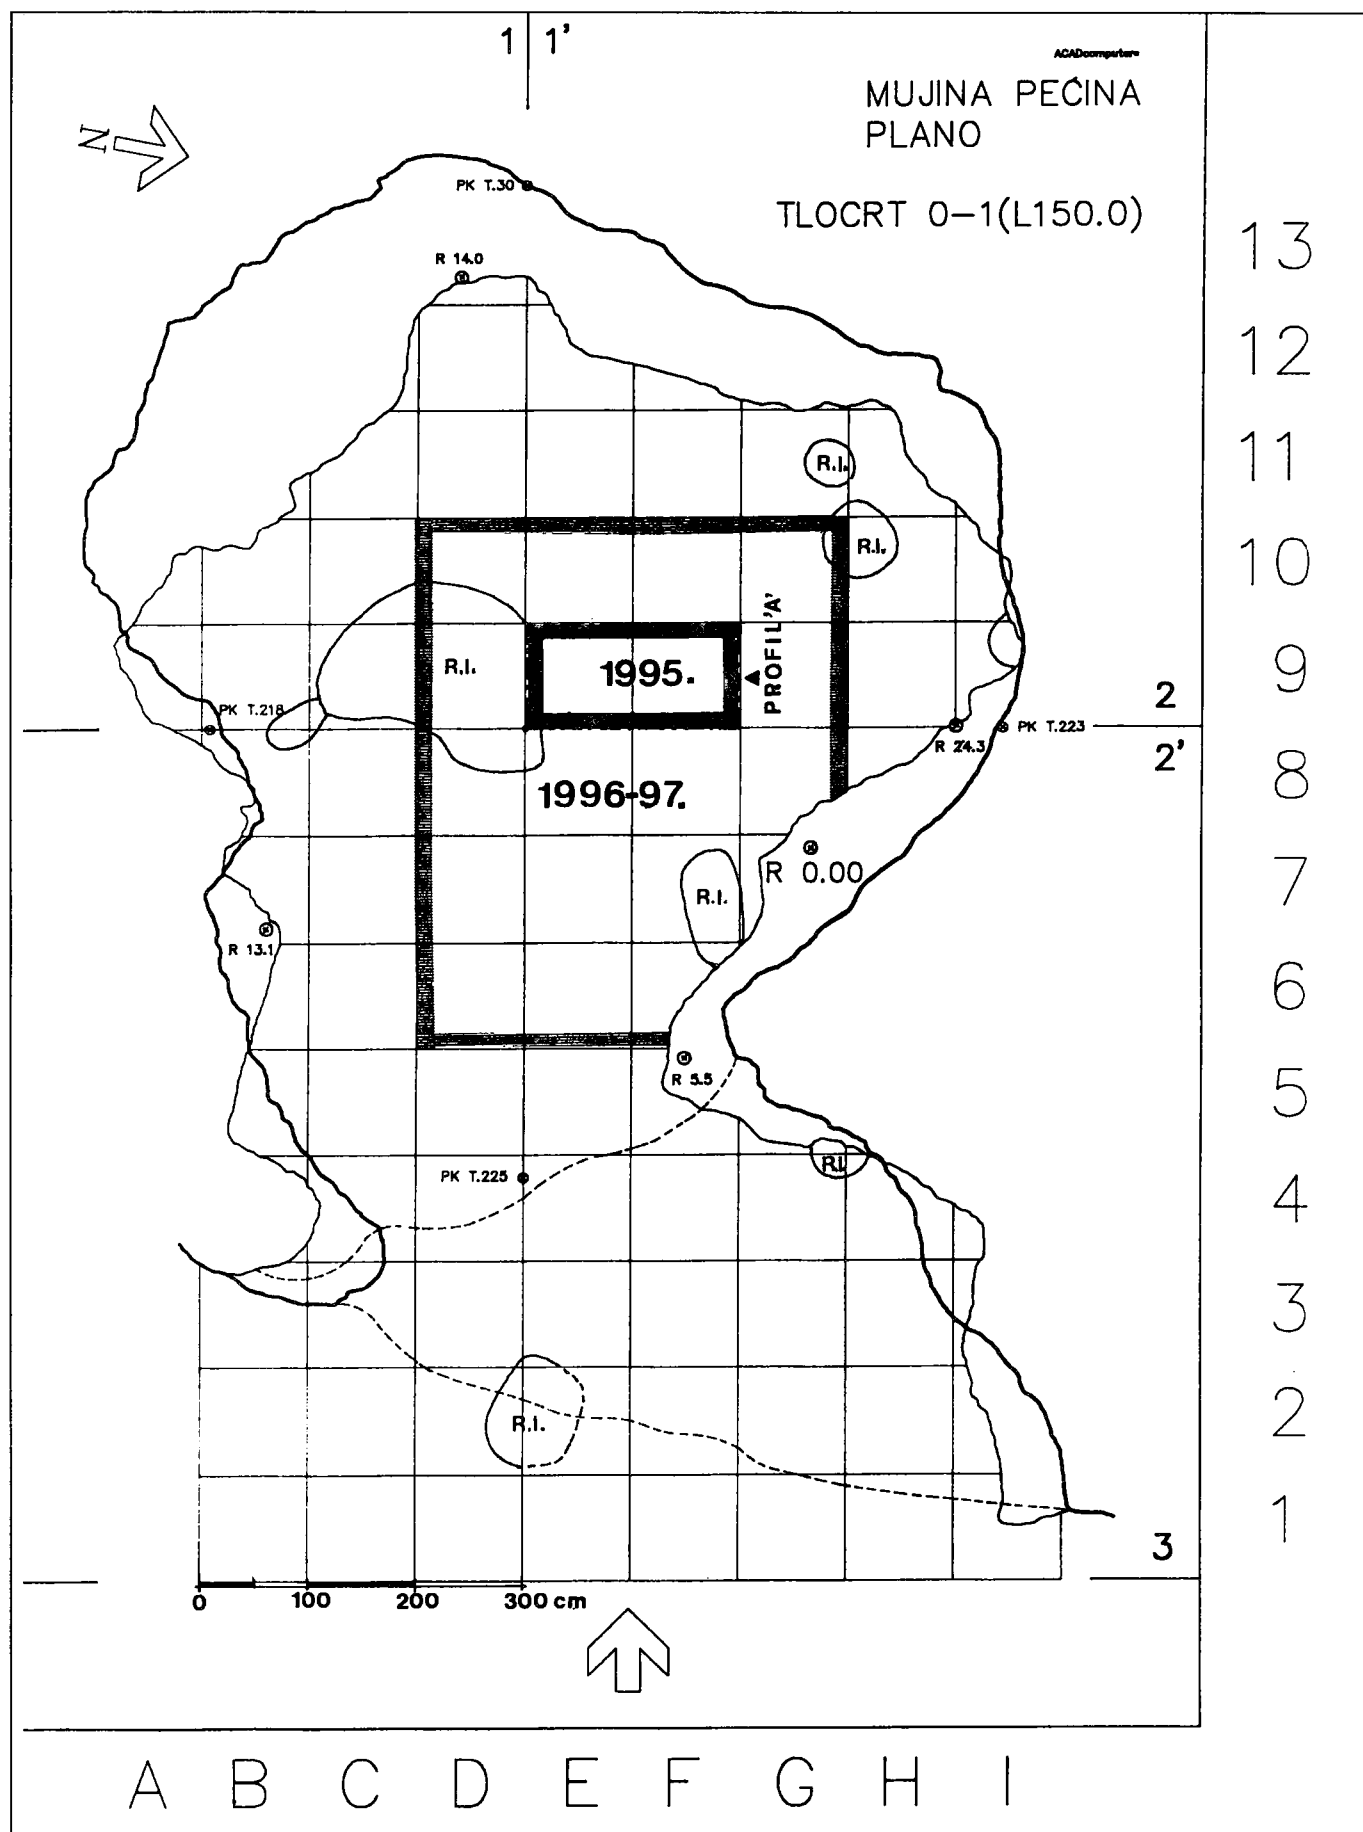 1 1'
ACADcomputers
MUJINA PEĆINA
PLANO
TLOCRT 0-1(L150.0)
N
PK T.30
R 14.0
13
12
11
10
9
8
7
6
5
4
3
2
1
R.I.
R.I.
R.I.
1995.
PROFIL'A'
PK T.218
2
2'
R 24.3
PK T.223
1996-97.
R 0.00
R.I.
R 13.1
R 5.5
R.I.
PK T.225
R.I.
3
0 100 200 300 cm
A B C D E F G H I